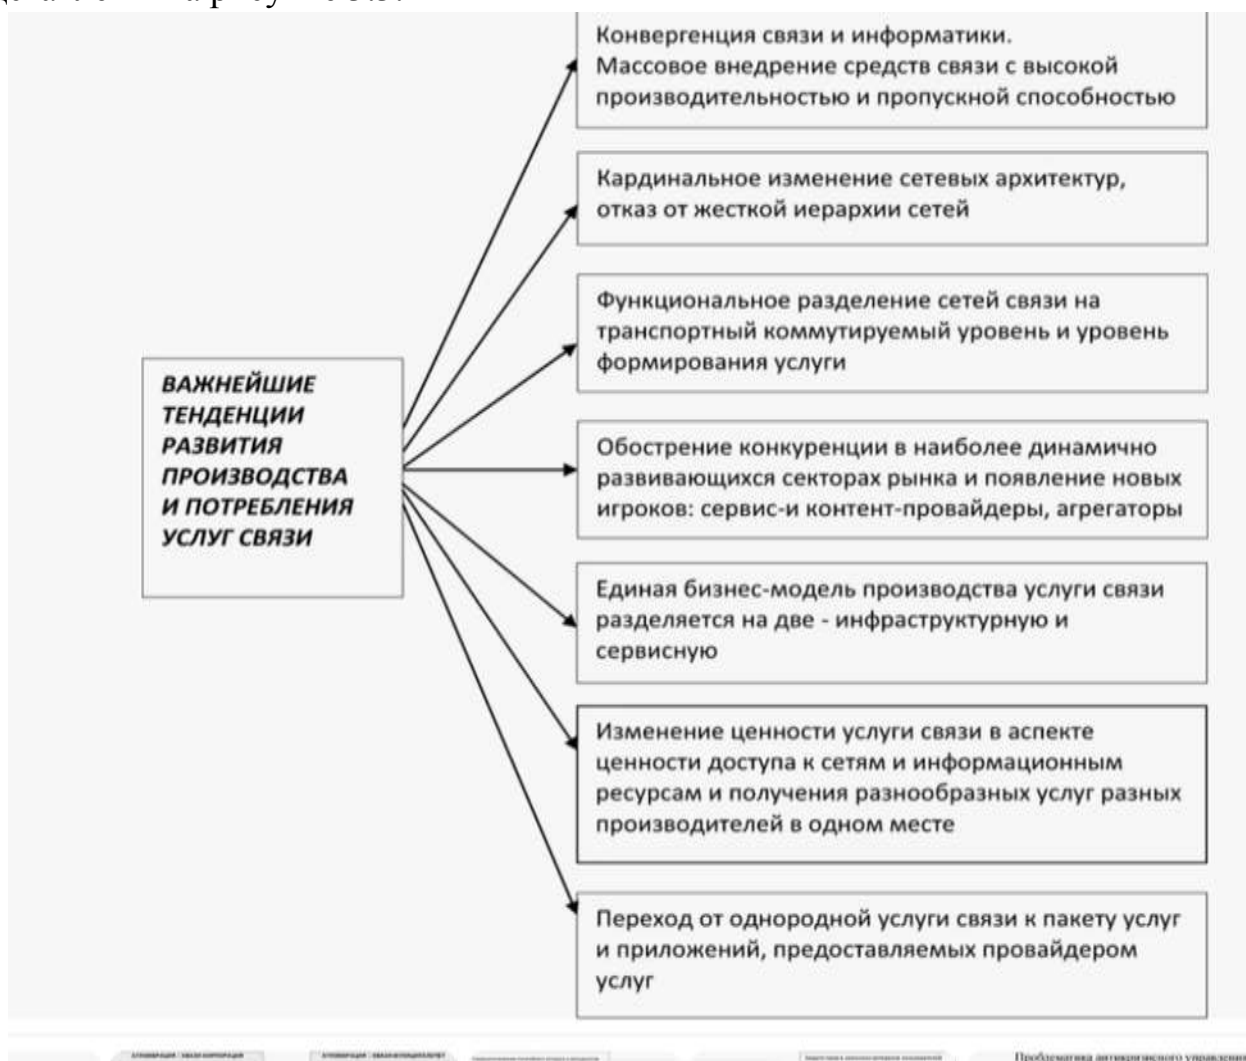 Конвергенция связи и информатики.
Массовое внедрение средств связи с высокой
производительностью и пропускной способностью
Кардинальное изменение сетевых архитектур,
отказ от жесткой иерархии сетей
Функциональное разделение сетей связи на
транспортный коммутируемый уровень и уровень
формирования услуги
ВАЖНЕЙШИЕ
ТЕНДЕНЦИИ
РАЗВИТИЯ
ПРОИЗВОДСТВА
И ПОТРЕБЛЕНИЯ
УСЛУГ СВЯЗИ
Обострение конкуренции в наиболее динамично
развивающихся секторах рынка и появление новых
игроков: сервис-и контент-провайдеры, агрегаторы
Единая бизнес-модель производства услуги связи
разделяется на две - инфраструктурную и
сервисную
Изменение ценности услуги связи в аспекте
ценности доступа к сетям и информационным
ресурсам и получения разнообразных услуг разных
производителей в одном месте
Переход от однородной услуги связи к пакету услуг
и приложений, предоставляемых провайдером
услуг
Проблематика антикризисного управления